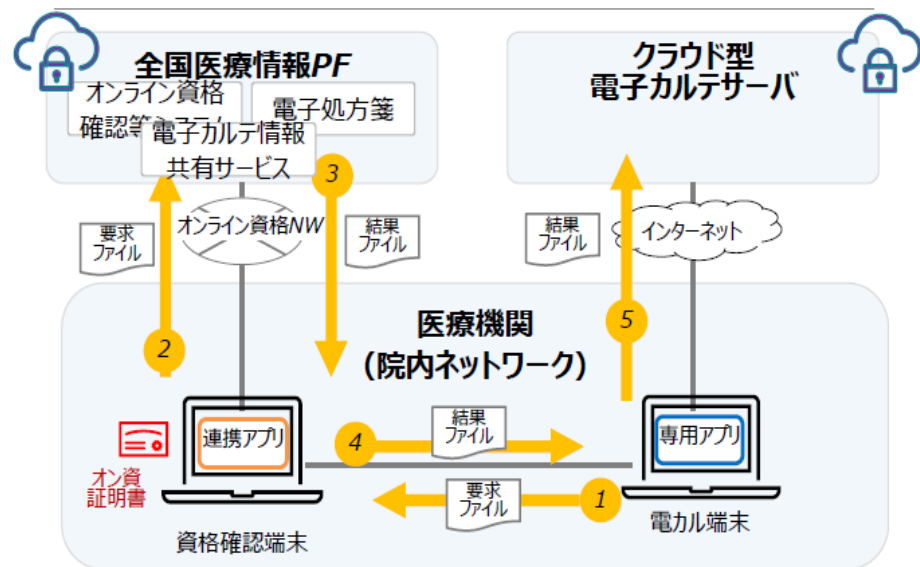 全国医療情報PF
オンライン資格
確認等システム
電子処方箋
電子カルテ情報
共有サービス
クラウド型
電子カルテサーバ
3
要求
ファイル
オンライン資格NW
結果
ファイル
結果
ファイル
インターネット
2
医療機関
(院内ネットワーク)
5
連携アプリ
4
結果
ファイル
専用アプリ
オン資
証明書
要求
ファイル
1
資格確認端末
電カル端末